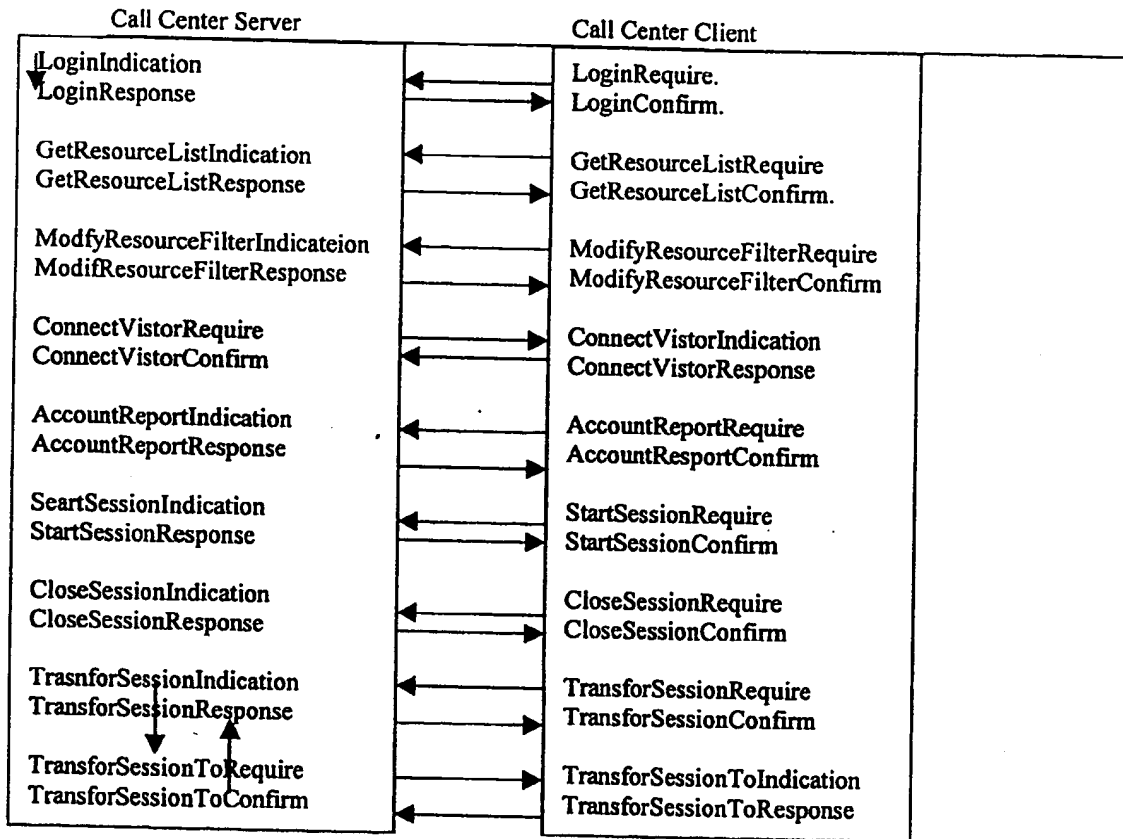 Call Center Server
Call Center Client
LoginIndication
LoginResponse
LoginRequire.
LoginConfirm.
GetResourceListIndication
GetResourceListResponse
GetResourceListRequire
GetResourceListConfirm.
ModfyResourceFilterIndicateion
ModifResourceFilterResponse
ModifyResourceFilterRequire
ModifyResourceFilterConfirm
ConnectVistorRequire
ConnectVistorConfirm
ConnectVistorIndication
ConnectVistorResponse
AccountReportIndication
AccountReportResponse
AccountReportRequire
AccountResportConfirm
SeartSessionIndication
StartSessionResponse
StartSessionRequire
StartSessionConfirm
CloseSessionIndication
CloseSessionResponse
CloseSessionRequire
CloseSessionConfirm
TrasnforSessionIndication
TransforSessionResponse
TransforSessionRequire
TransforSessionConfirm
TransforSessionToRequire
TransforSessionToConfirm
TransforSessionToIndication
TransforSessionToResponse